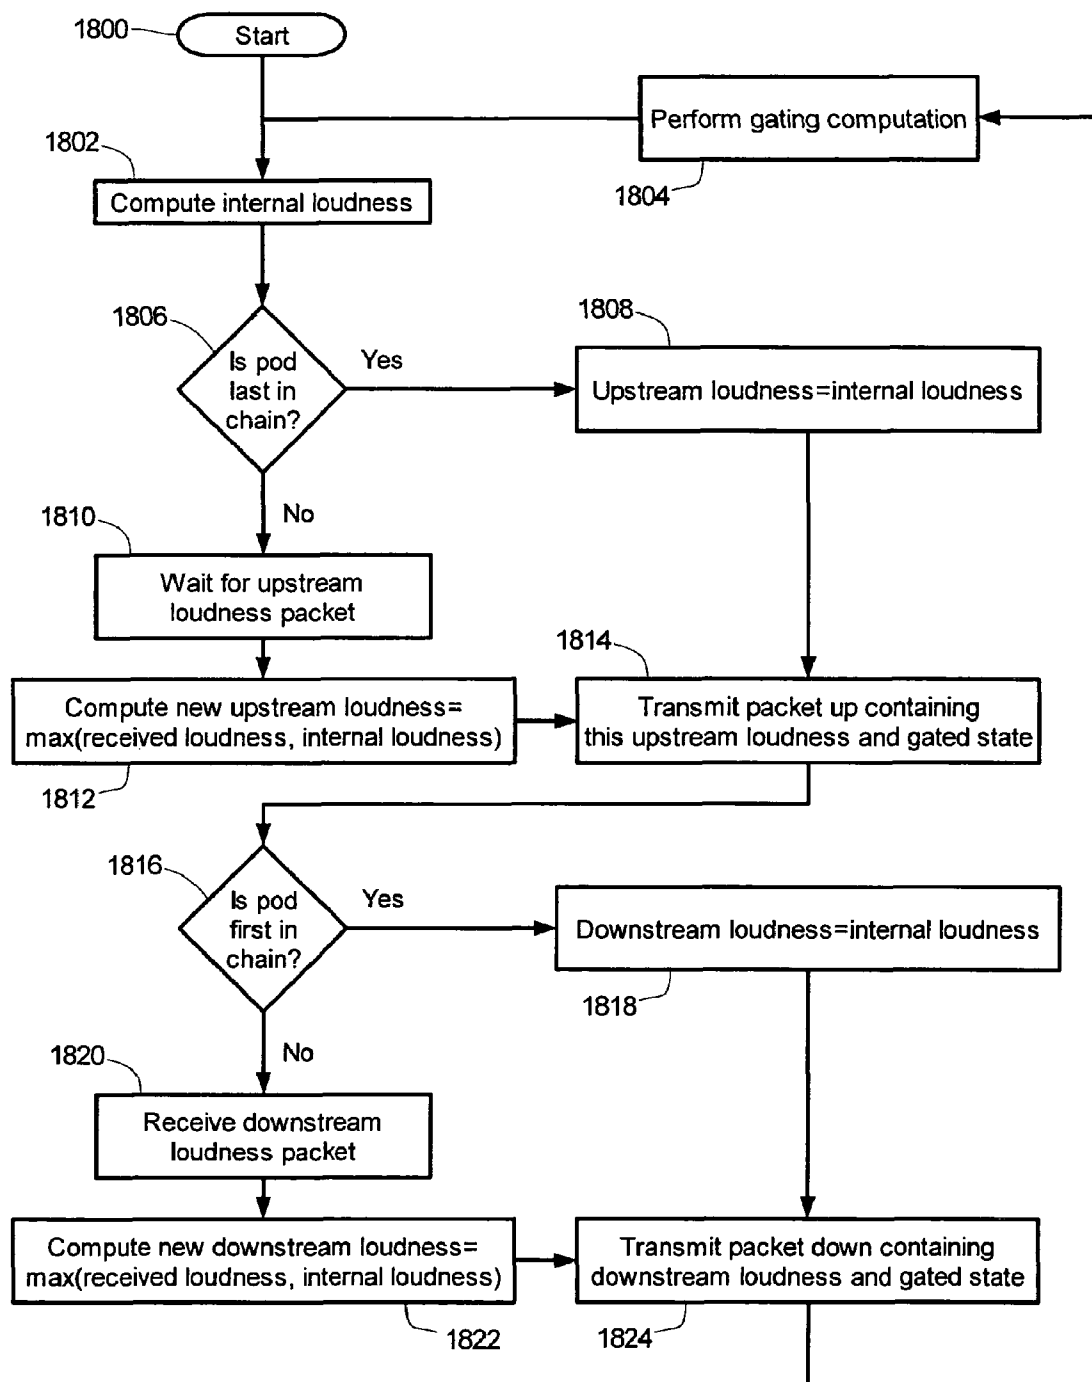 1800
Start
Perform gating computation
1802
1804
Compute internal loudness
1806
Is pod
last in
chain?
Yes
1808
Upstream loudness=internal loudness
No
1810
Wait for upstream
loudness packet
1814
Compute new upstream loudness=
max(received loudness, internal loudness)
1812
Transmit packet up containing
this upstream loudness and gated state
1816
Is pod
first in
chain?
Yes
Downstream loudness=internal loudness
1818
No
1820
Receive downstream
loudness packet
Compute new downstream loudness=
max(received loudness, internal loudness)
1822
Transmit packet down containing
downstream loudness and gated state
1824